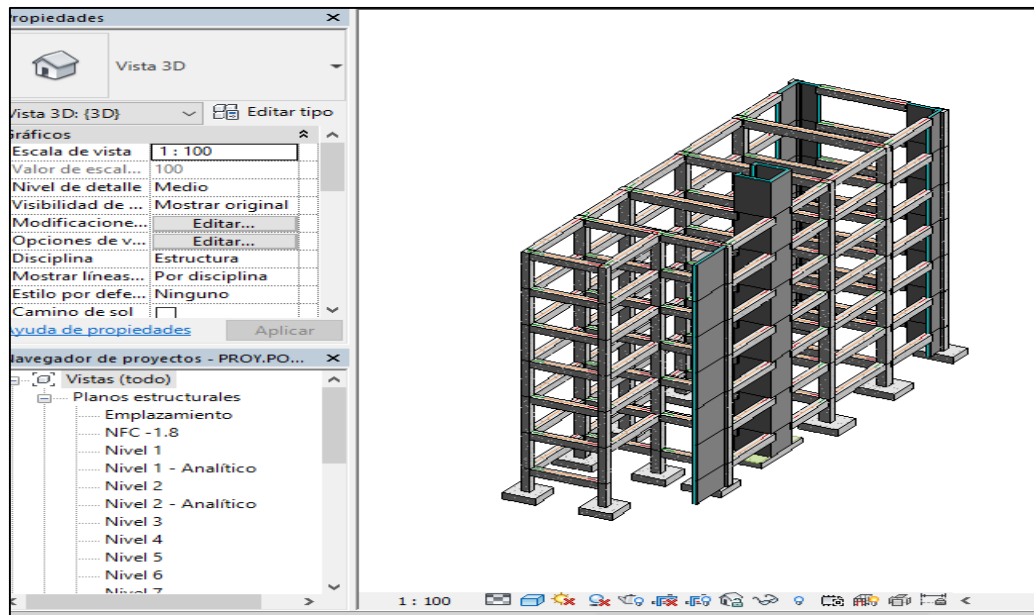 ropiedades
Vista 3D
Vista 3D: {3D} Editar tipo
Gráficos
Escala de vista 1 : 100
Valor de escal... 100
Nivel de detalle Medio
Visibilidad de ... Mostrar original
Modificacione... Editar...
Opciones de v... Editar...
Disciplina Estructura
Mostrar líneas... Por disciplina
Estilo por defe... Ninguno
Camino de sol
Ayuda de propiedades Aplicar
Navegador de proyectos - PROY.PO...
Vistas (todo)
Planos estructurales
Emplazamiento
NFC -1.8
Nivel 1
Nivel 1 - Analítico
Nivel 2
Nivel 2 - Analítico
Nivel 3
Nivel 4
Nivel 5
Nivel 6
Nivel 7
1 : 100